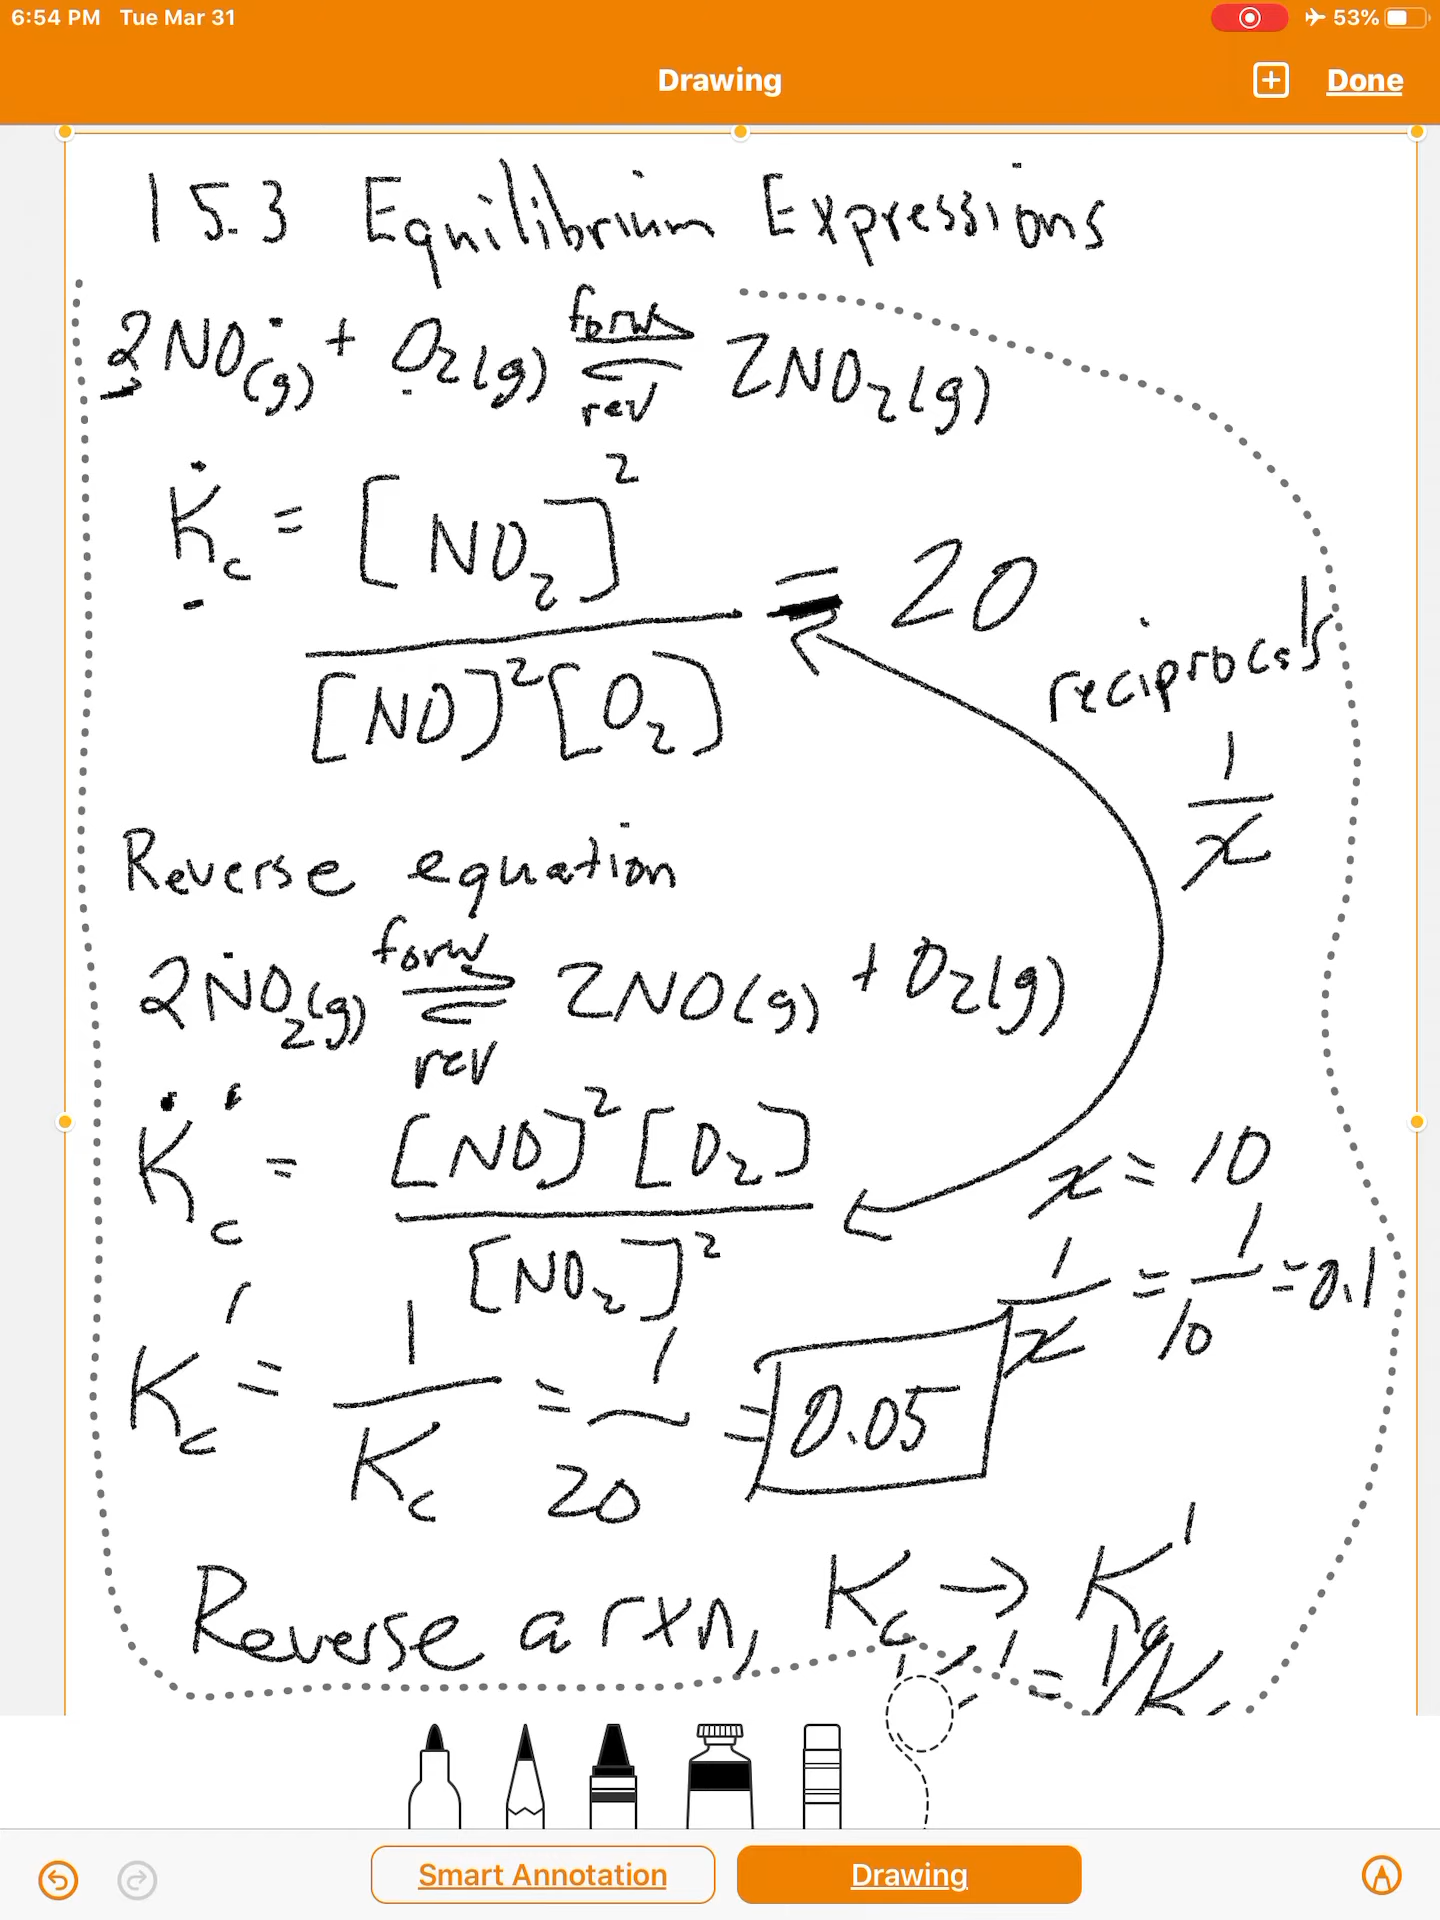 6:54 PM Tue Mar 31 53%
Drawing Done
15.3 Equilibrium Expressions
2NO(g) + O₂(g) ⇌ 2NO₂(g)
forw
rev
Kc = [NO₂]² / [NO]²[O₂] = 20
reciprocals
1/x
Reverse equation
2NO₂(g) ⇌ 2NO(g) + O₂(g)
forw
rev
K'c = [NO]²[O₂] / [NO₂]²
x = 10
1/x = 1/10 = 0.1
K'c = 1/Kc = 1/20 = 0.05
Reverse a rxn, Kc → K'c
= 1/K
Smart Annotation Drawing